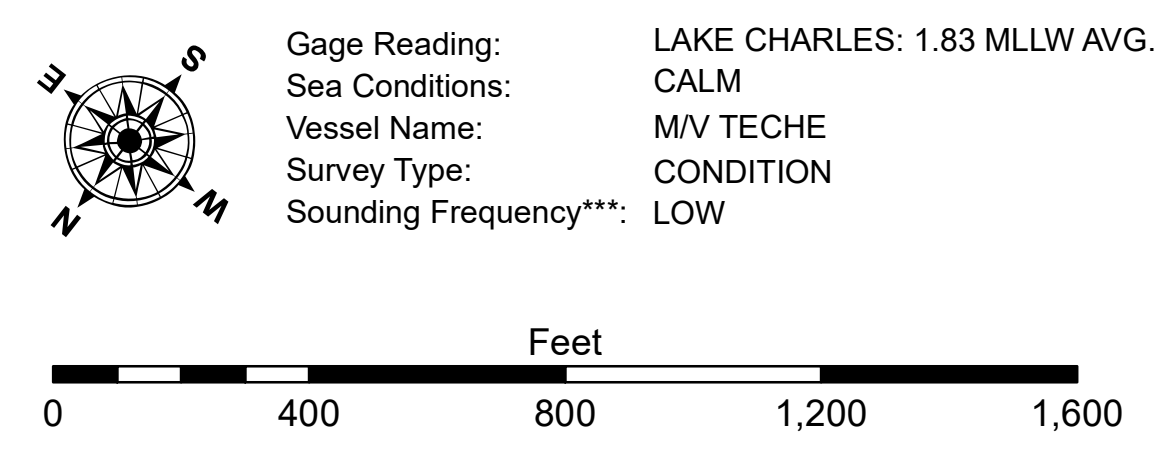 S
E
W
N
Gage Reading: LAKE CHARLES: 1.83 MLLW AVG.
Sea Conditions: CALM
Vessel Name: M/V TECHE
Survey Type: CONDITION
Sounding Frequency***: LOW
Feet
0 400 800 1,200 1,600